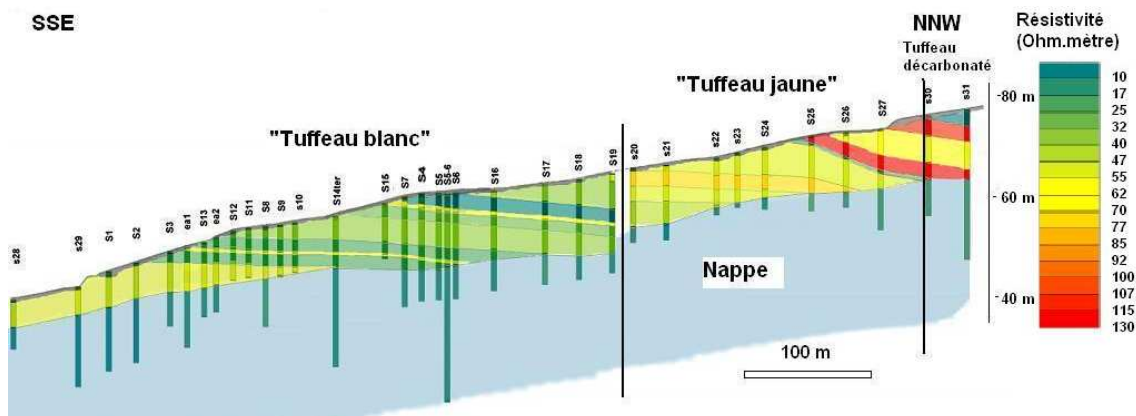 SSE
NNW
Résistivité
(Ohm.mètre)
Tuffeau
décarbonaté
"Tuffeau jaune"
"Tuffeau blanc"
s28
s29
S1
S2
S3
ea1
S13
ea2
S12
S11
S8
S9
s10
S14ter
S15
S7
S4
S5
S5-6
S6
S16
S17
S18
S19
s20
s21
s22
s23
S24
S25
S26
S27
s30
s31
80 m
60 m
40 m
Nappe
100 m
10
17
25
32
40
47
55
62
70
77
85
92
100
107
115
130